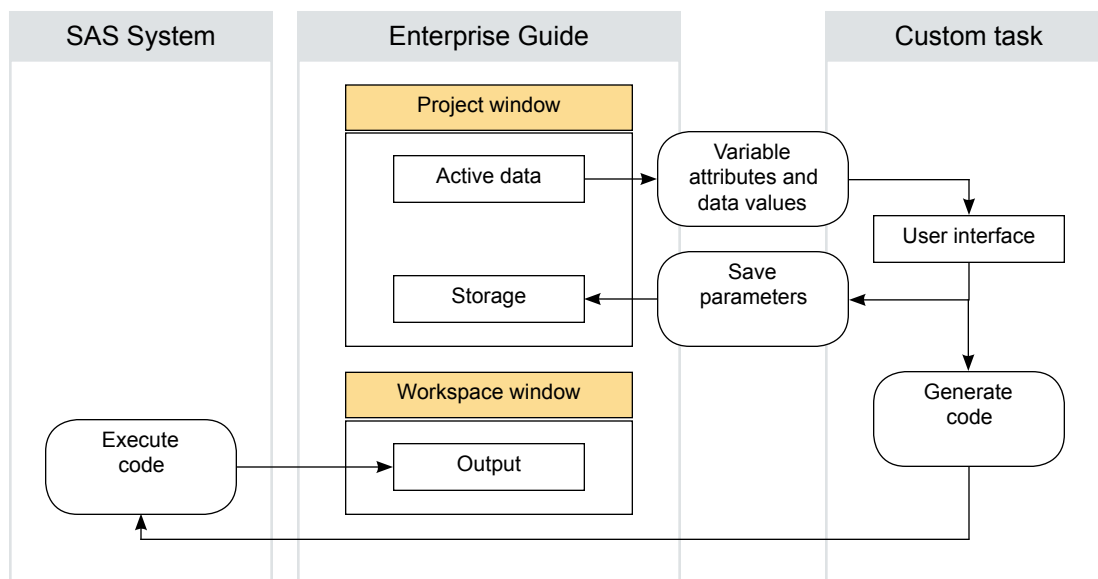 SAS System
Enterprise Guide
Custom task
Project window
Active data
Variable
attributes and
data values
User interface
Storage
Save
parameters
Workspace window
Generate
code
Execute
code
Output